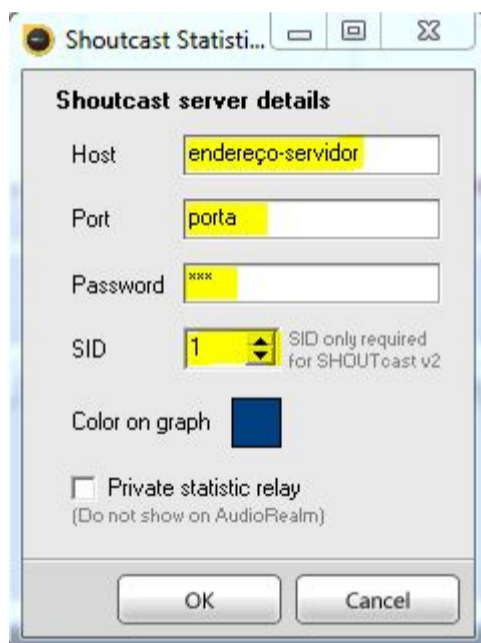 Shoutcast Statisti...
Shoutcast server details
Host endereço-servidor
Port porta
Password ***
SID 1 SID only required
for SHOUTcast v2
Color on graph
Private statistic relay
(Do not show on AudioRealm)
OK Cancel